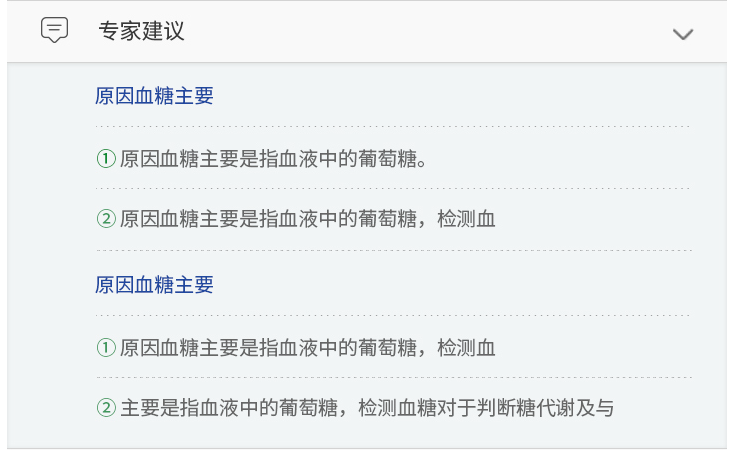 专家建议
原因血糖主要
① 原因血糖主要是指血液中的葡萄糖。
② 原因血糖主要是指血液中的葡萄糖，检测血
原因血糖主要
① 原因血糖主要是指血液中的葡萄糖，检测血
② 主要是指血液中的葡萄糖，检测血糖对于判断糖代谢及与